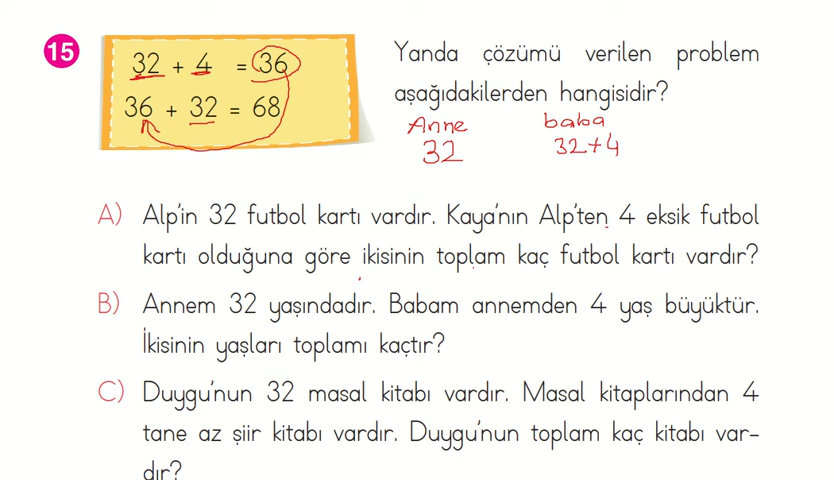 15
32 + 4 = 36
36 + 32 = 68
Yanda çözümü verilen problem
aşağıdakilerden hangisidir?
Anne baba
32 32+4
A) Alp'in 32 futbol kartı vardır. Kaya'nın Alp'ten 4 eksik futbol
kartı olduğuna göre ikisinin toplam kaç futbol kartı vardır?
B) Annem 32 yaşındadır. Babam annemden 4 yaş büyüktür.
İkisinin yaşları toplamı kaçtır?
C) Duygu'nun 32 masal kitabı vardır. Masal kitaplarından 4
tane az şiir kitabı vardır. Duygu'nun toplam kaç kitabı var-
dır?